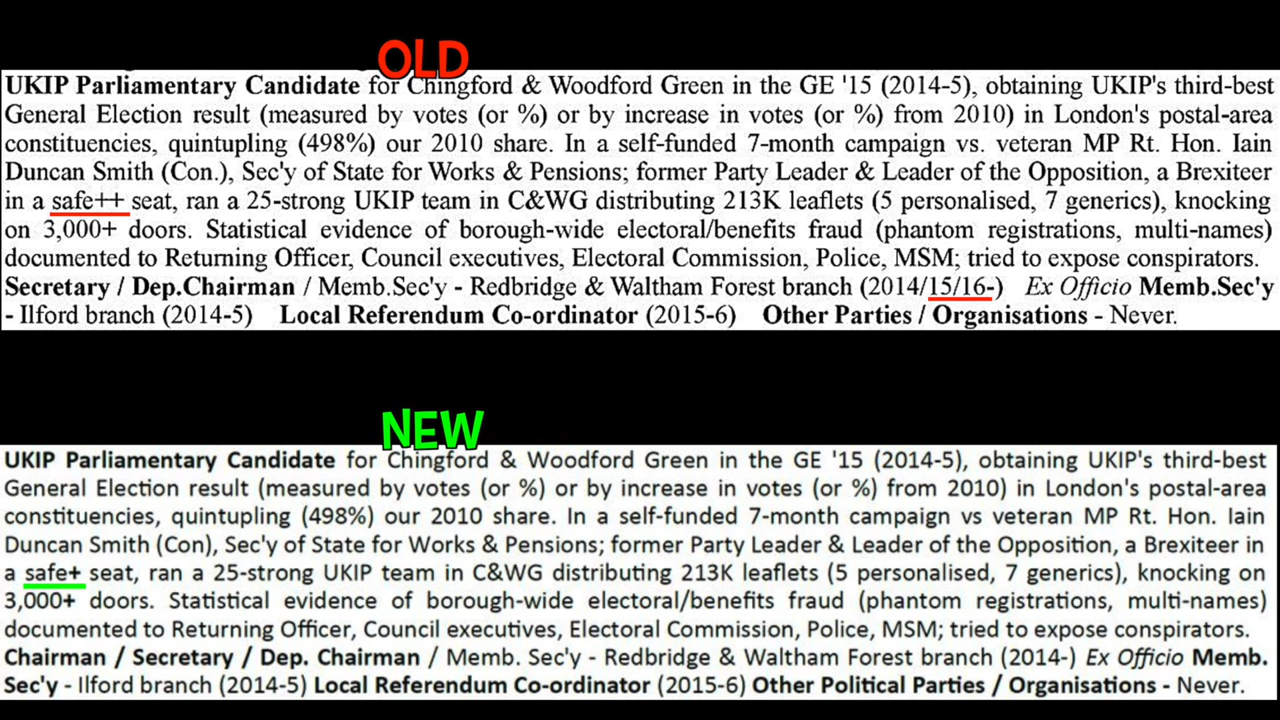 OLD
UKIP Parliamentary Candidate for Chingford & Woodford Green in the GE '15 (2014-5), obtaining UKIP's third-best
General Election result (measured by votes (or %) or by increase in votes (or %) from 2010) in London's postal-area
constituencies, quintupling (498%) our 2010 share. In a self-funded 7-month campaign vs. veteran MP Rt. Hon. Iain
Duncan Smith (Con.), Sec'y of State for Works & Pensions; former Party Leader & Leader of the Opposition, a Brexiteer
in a safe++ seat, ran a 25-strong UKIP team in C&WG distributing 213K leaflets (5 personalised, 7 generics), knocking
on 3,000+ doors. Statistical evidence of borough-wide electoral/benefits fraud (phantom registrations, multi-names)
documented to Returning Officer, Council executives, Electoral Commission, Police, MSM; tried to expose conspirators.
Secretary / Dep.Chairman / Memb.Sec'y - Redbridge & Waltham Forest branch (2014/15/16-) Ex Officio Memb.Sec'y
- Ilford branch (2014-5) Local Referendum Co-ordinator (2015-6) Other Parties / Organisations - Never.
NEW
UKIP Parliamentary Candidate for Chingford & Woodford Green in the GE '15 (2014-5), obtaining UKIP's third-best
General Election result (measured by votes (or %) or by increase in votes (or %) from 2010) in London's postal-area
constituencies, quintupling (498%) our 2010 share. In a self-funded 7-month campaign vs veteran MP Rt. Hon. Iain
Duncan Smith (Con), Sec'y of State for Works & Pensions; former Party Leader & Leader of the Opposition, a Brexiteer in
a safe+ seat, ran a 25-strong UKIP team in C&WG distributing 213K leaflets (5 personalised, 7 generics), knocking on
3,000+ doors. Statistical evidence of borough-wide electoral/benefits fraud (phantom registrations, multi-names)
documented to Returning Officer, Council executives, Electoral Commission, Police, MSM; tried to expose conspirators.
Chairman / Secretary / Dep. Chairman / Memb. Sec'y - Redbridge & Waltham Forest branch (2014-) Ex Officio Memb.
Sec'y - Ilford branch (2014-5) Local Referendum Co-ordinator (2015-6) Other Political Parties / Organisations - Never.